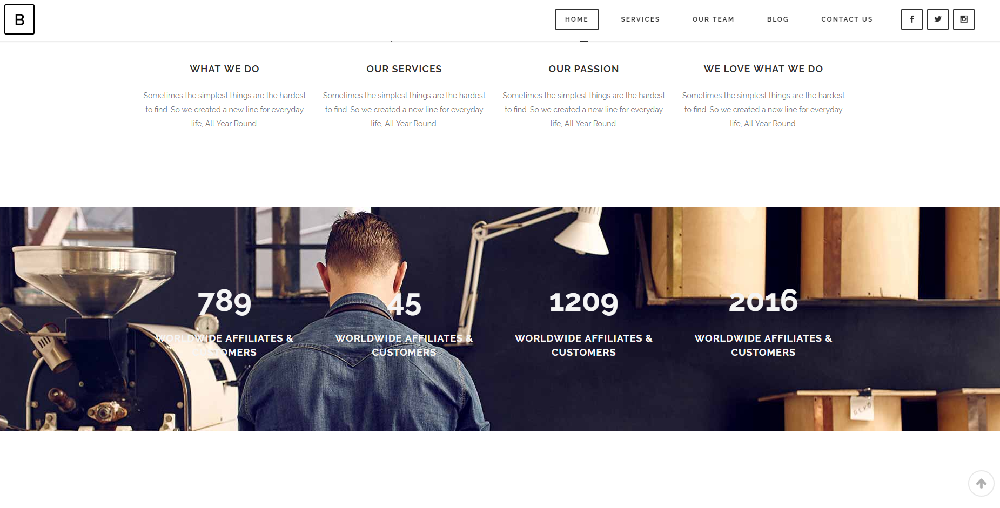 B
HOME
SERVICES
OUR TEAM
BLOG
CONTACT US
WHAT WE DO
Sometimes the simplest things are the hardest
to find. So we created a new line for everyday
life, All Year Round.
OUR SERVICES
Sometimes the simplest things are the hardest
to find. So we created a new line for everyday
life, All Year Round.
OUR PASSION
Sometimes the simplest things are the hardest
to find. So we created a new line for everyday
life, All Year Round.
WE LOVE WHAT WE DO
Sometimes the simplest things are the hardest
to find. So we created a new line for everyday
life, All Year Round.
789
WORLDWIDE AFFILIATES &
CUSTOMERS
45
WORLDWIDE AFFILIATES &
CUSTOMERS
1209
WORLDWIDE AFFILIATES &
CUSTOMERS
2016
WORLDWIDE AFFILIATES &
CUSTOMERS